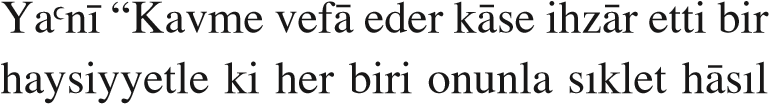 Yaʿnī “Kavme vefā eder kāse ihzār etti bir
haysiyyetle ki her biri onunla sıklet hāsıl